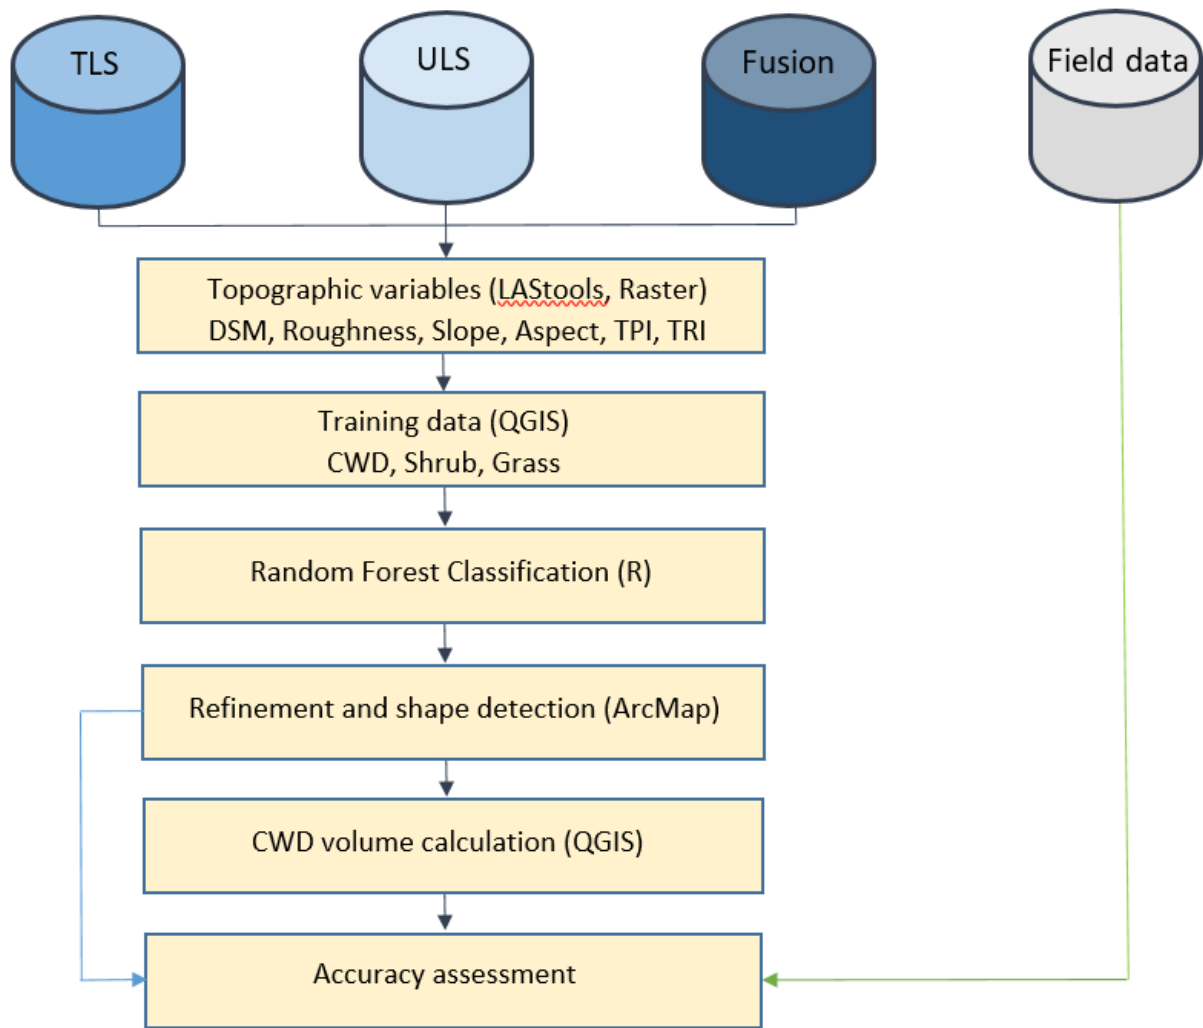 TLS
ULS
Fusion
Field data
Topographic variables (LAStools, Raster)
DSM, Roughness, Slope, Aspect, TPI, TRI
Training data (QGIS)
CWD, Shrub, Grass
Random Forest Classification (R)
Refinement and shape detection (ArcMap)
CWD volume calculation (QGIS)
Accuracy assessment